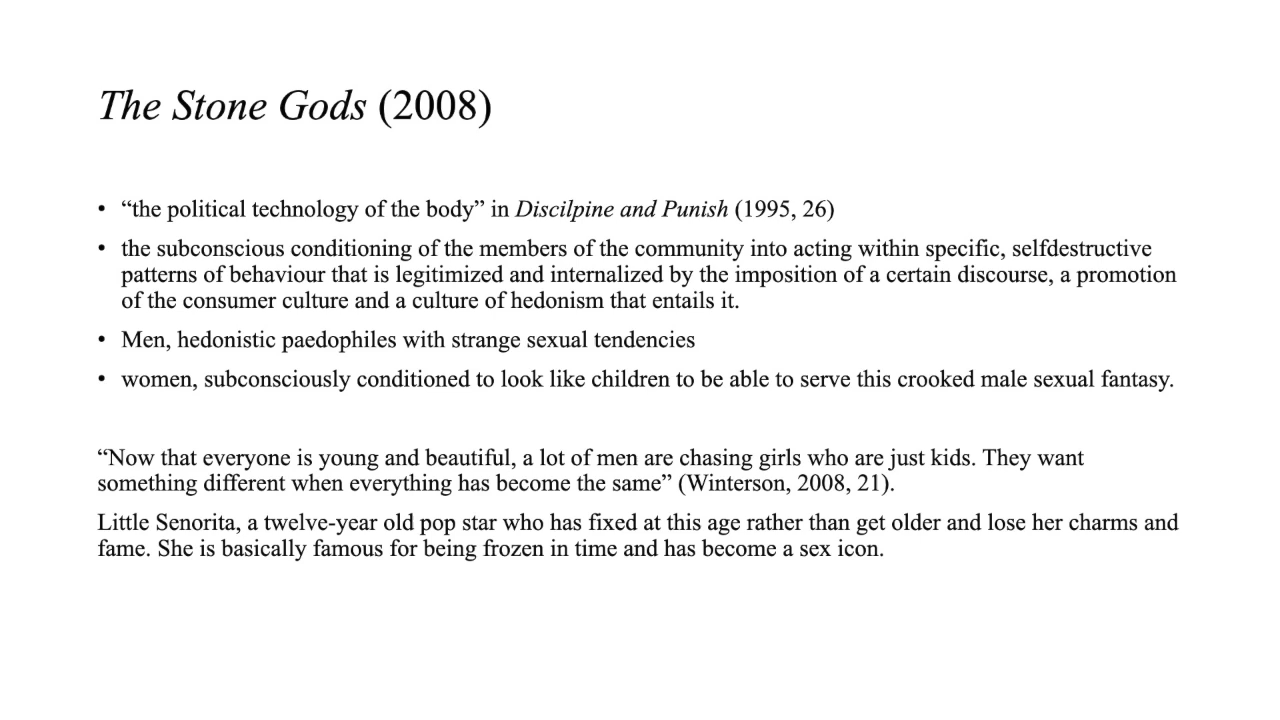 The Stone Gods (2008)
• “the political technology of the body” in Discilpine and Punish (1995, 26)
• the subconscious conditioning of the members of the community into acting within specific, selfdestructive
patterns of behaviour that is legitimized and internalized by the imposition of a certain discourse, a promotion
of the consumer culture and a culture of hedonism that entails it.
• Men, hedonistic paedophiles with strange sexual tendencies
• women, subconsciously conditioned to look like children to be able to serve this crooked male sexual fantasy.
“Now that everyone is young and beautiful, a lot of men are chasing girls who are just kids. They want
something different when everything has become the same” (Winterson, 2008, 21).
Little Senorita, a twelve-year old pop star who has fixed at this age rather than get older and lose her charms and
fame. She is basically famous for being frozen in time and has become a sex icon.